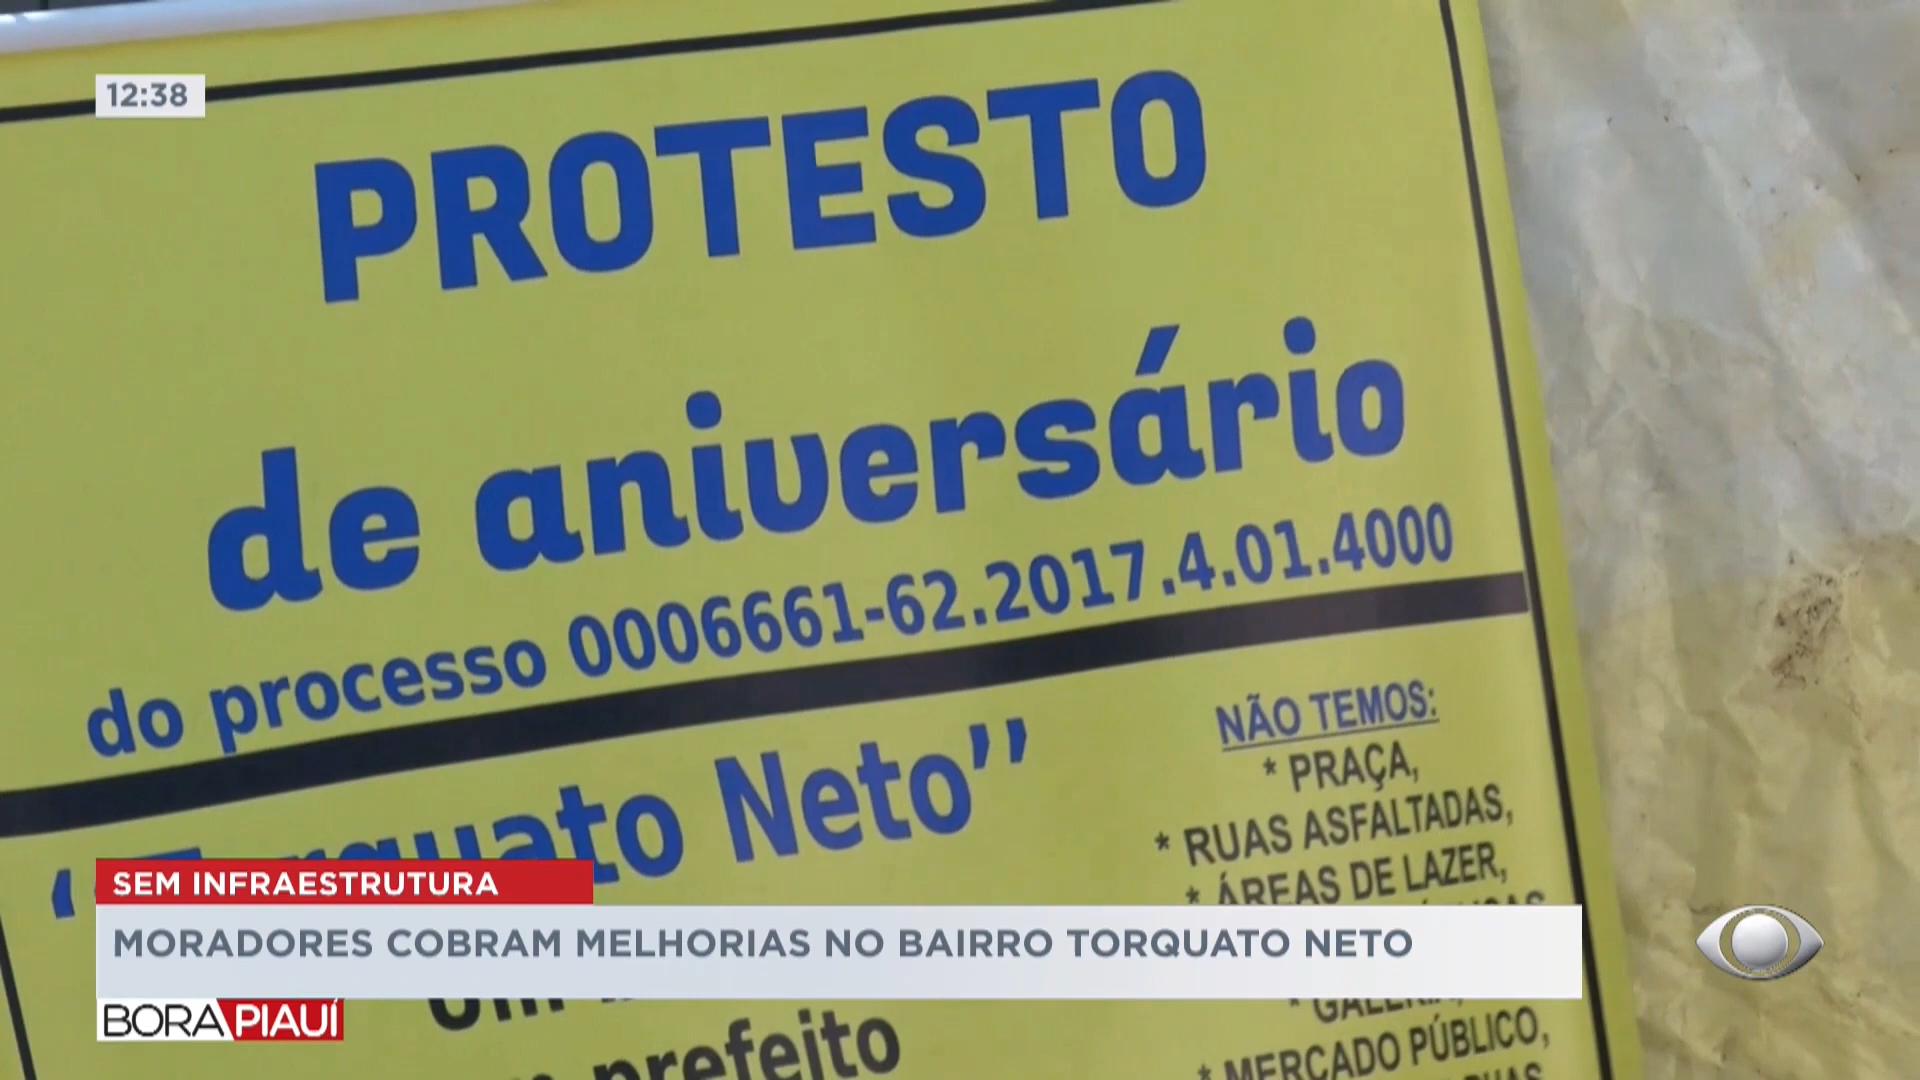 12:38
PROTESTO
de aniversário
do processo 0006661-62.2017.4.01.4000
"Torquato Neto"
NÃO TEMOS:
* PRAÇA,
* RUAS ASFALTADAS,
* ÁREAS DE LAZER,
SEM INFRAESTRUTURA
MORADORES COBRAM MELHORIAS NO BAIRRO TORQUATO NETO
* GALERIA,
BORA PIAUÍ
prefeito
* MERCADO PÚBLICO,